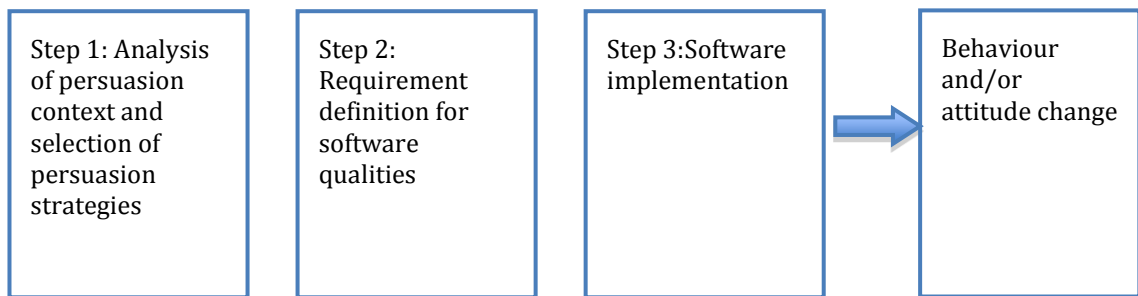 Step 1: Analysis
of persuasion
context and
selection of
persuasion
strategies
Step 2:
Requirement
definition for
software
qualities
Step 3:Software
implementation
Behaviour
and/or
attitude change